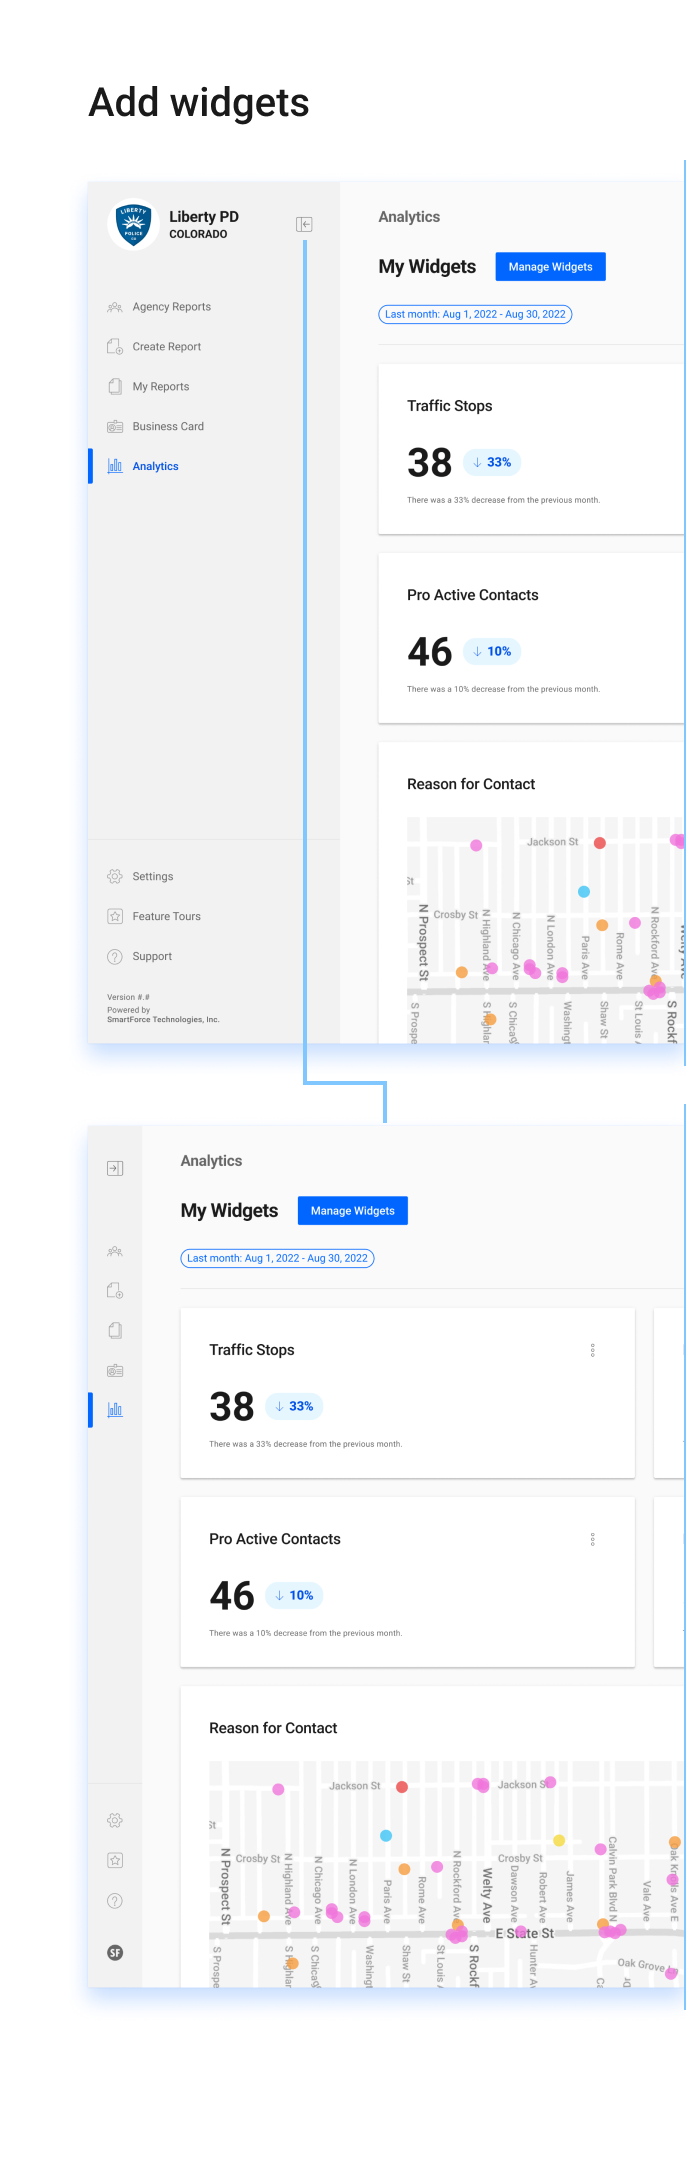 Add widgets
LIBERTY
POLICE
CO
Liberty PD
COLORADO
Agency Reports
Create Report
My Reports
Business Card
Analytics
Settings
Feature Tours
Support
Version #.#
Powered by
SmartForce Technologies, Inc.
Analytics
My Widgets
Manage Widgets
Last month: Aug 1, 2022 - Aug 30, 2022
Traffic Stops
38
33%
There was a 33% decrease from the previous month.
Pro Active Contacts
46
10%
There was a 10% decrease from the previous month.
Reason for Contact
Jackson St
St
Crosby St
N Prospect St
N Highland Ave
N Chicago Ave
N London Ave
Paris Ave
Rome Ave
N Rockford Ave
S Prospe
S Highlar
S Chicag
Washingt
Shaw St
St Louis
S Rockf
SF
Analytics
My Widgets
Manage Widgets
Last month: Aug 1, 2022 - Aug 30, 2022
Traffic Stops
38
33%
There was a 33% decrease from the previous month.
Pro Active Contacts
46
10%
There was a 10% decrease from the previous month.
Reason for Contact
Jackson St
Jackson St
St
Crosby St
Crosby St
N Prospect St
N Highland Ave
N Chicago Ave
N London Ave
Paris Ave
Rome Ave
N Rockford Ave
Welty Ave
Dawson Ave
Robert Ave
James Ave
Calvin Park Blvd N
Vale Ave
Oak Knolls Ave E
E State St
S Prospe
S Highlar
S Chicag
Washingt
Shaw St
St Louis
S Rockf
Hunter A
Oak Grove Ln